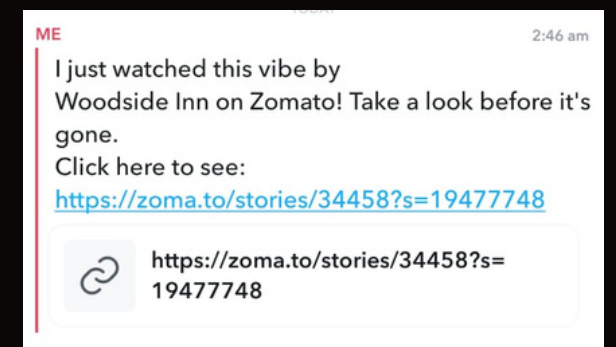 ME
2:46 am
I just watched this vibe by
Woodside Inn on Zomato! Take a look before it's
gone.
Click here to see:
https://zoma.to/stories/34458?s=19477748
https://zoma.to/stories/34458?s=
19477748